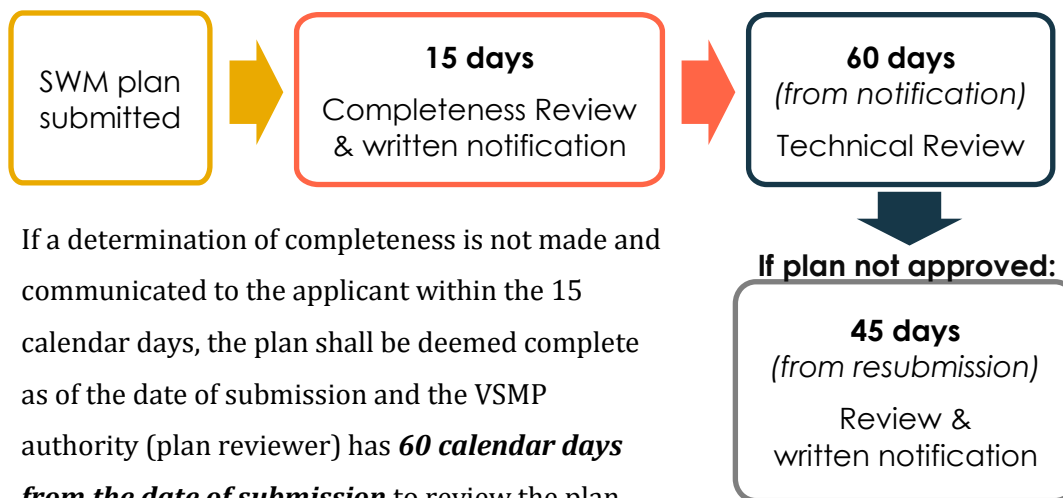 SWM plan
submitted
15 days
Completeness Review
& written notification
60 days
(from notification)
Technical Review
If a determination of completeness is not made and
communicated to the applicant within the 15
calendar days, the plan shall be deemed complete
as of the date of submission and the VSMP
authority (plan reviewer) has 60 calendar days
from the date of submission to review the plan
If plan not approved:
45 days
(from resubmission)
Review &
written notification